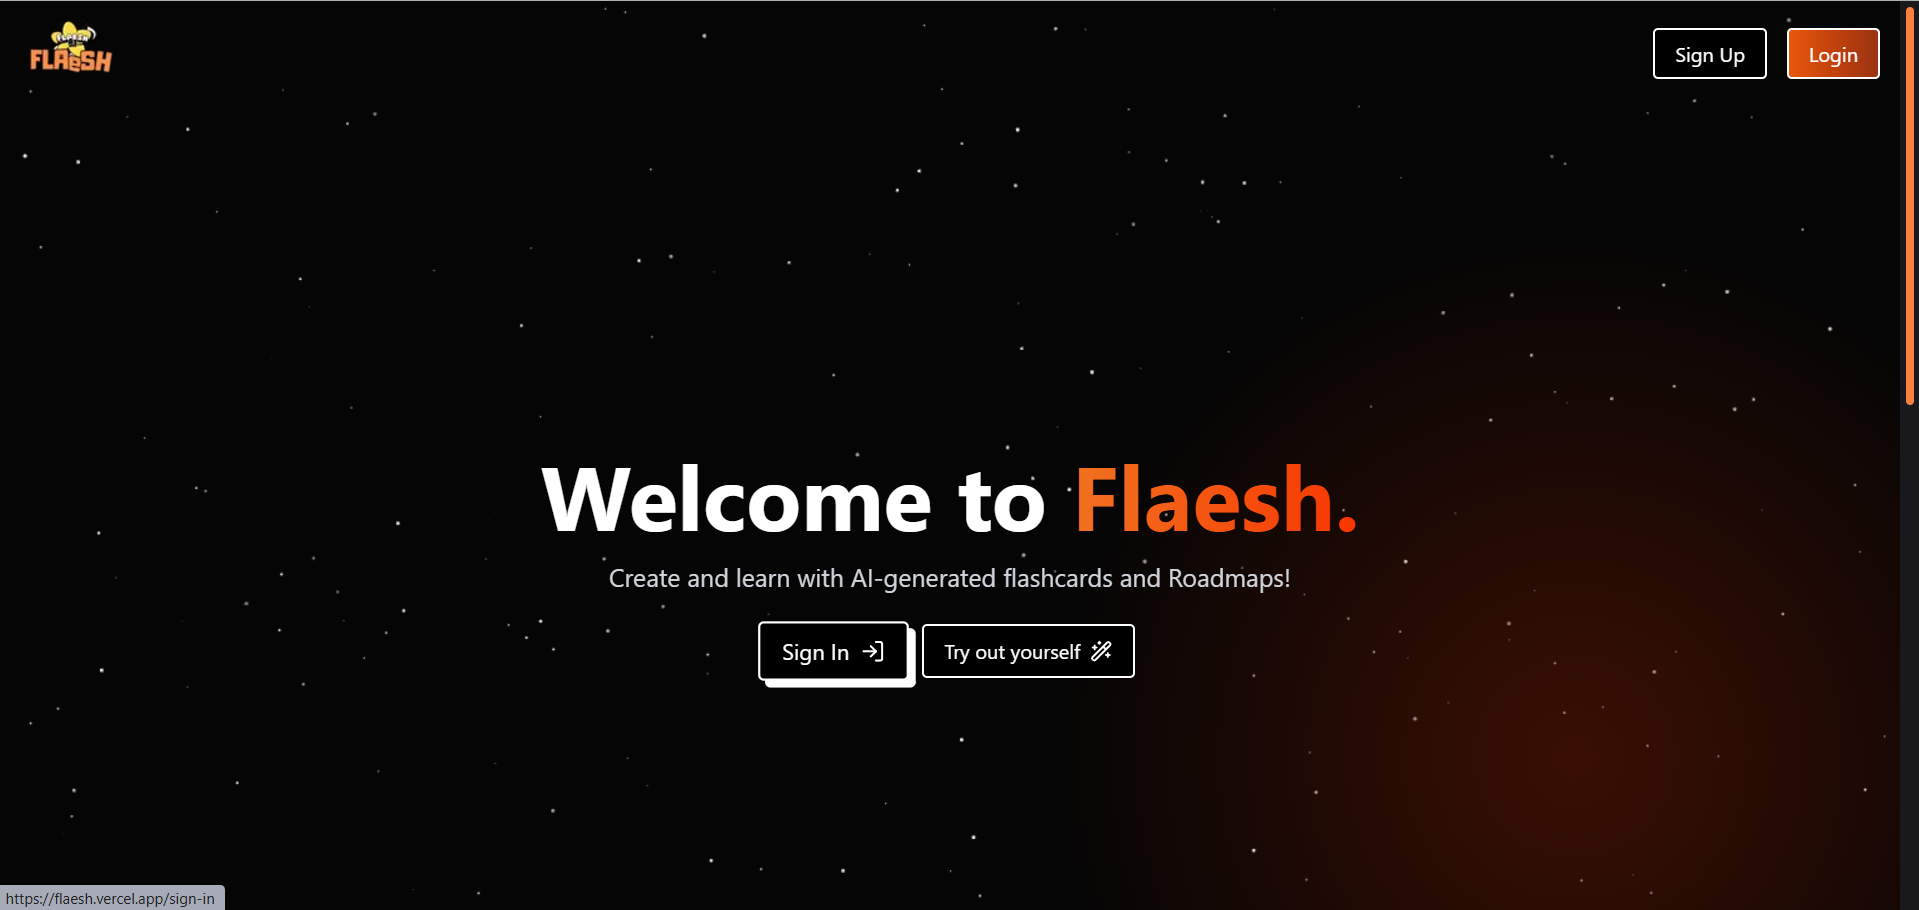 FLAESH
FLAeSH
Sign Up
Login
Welcome to Flaesh.
Create and learn with AI-generated flashcards and Roadmaps!
Sign In
Try out yourself
https://flaesh.vercel.app/sign-in